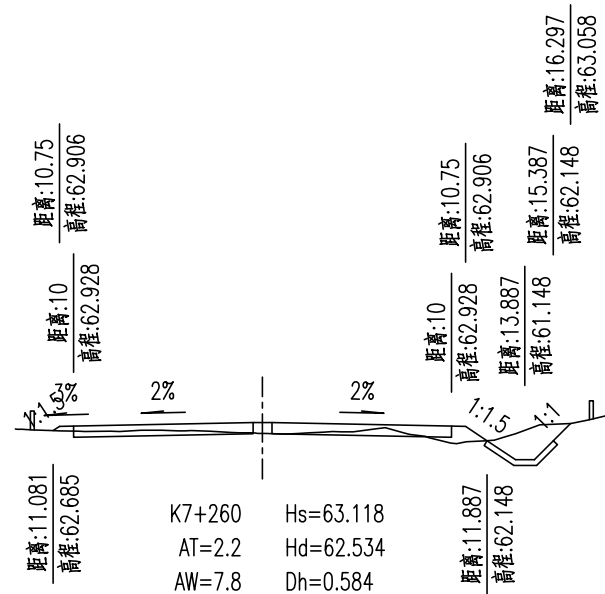 距离:16.297
高程:63.058
距离:10.75
高程:62.906
距离:10.75
高程:62.906
距离:15.387
高程:62.148
距离:10
高程:62.928
距离:10
高程:62.928
距离:13.887
高程:61.148
1:1.5
3%
2%
2%
1:1.5
1:1
距离:11.081
高程:62.685
距离:11.887
高程:62.148
K7+260 Hs=63.118
AT=2.2 Hd=62.534
AW=7.8 Dh=0.584